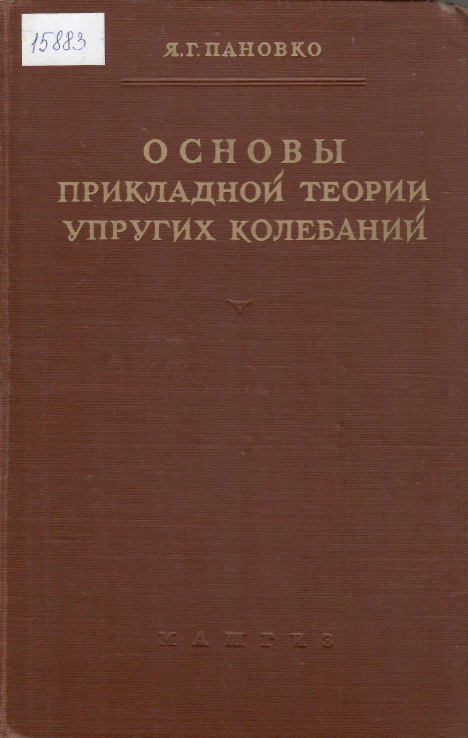 15883
Я.Г. ПАНОВКО
ОСНОВЫ
ПРИКЛАДНОЙ ТЕОРИИ
УПРУГИХ КОЛЕБАНИЙ
МАШГИЗ